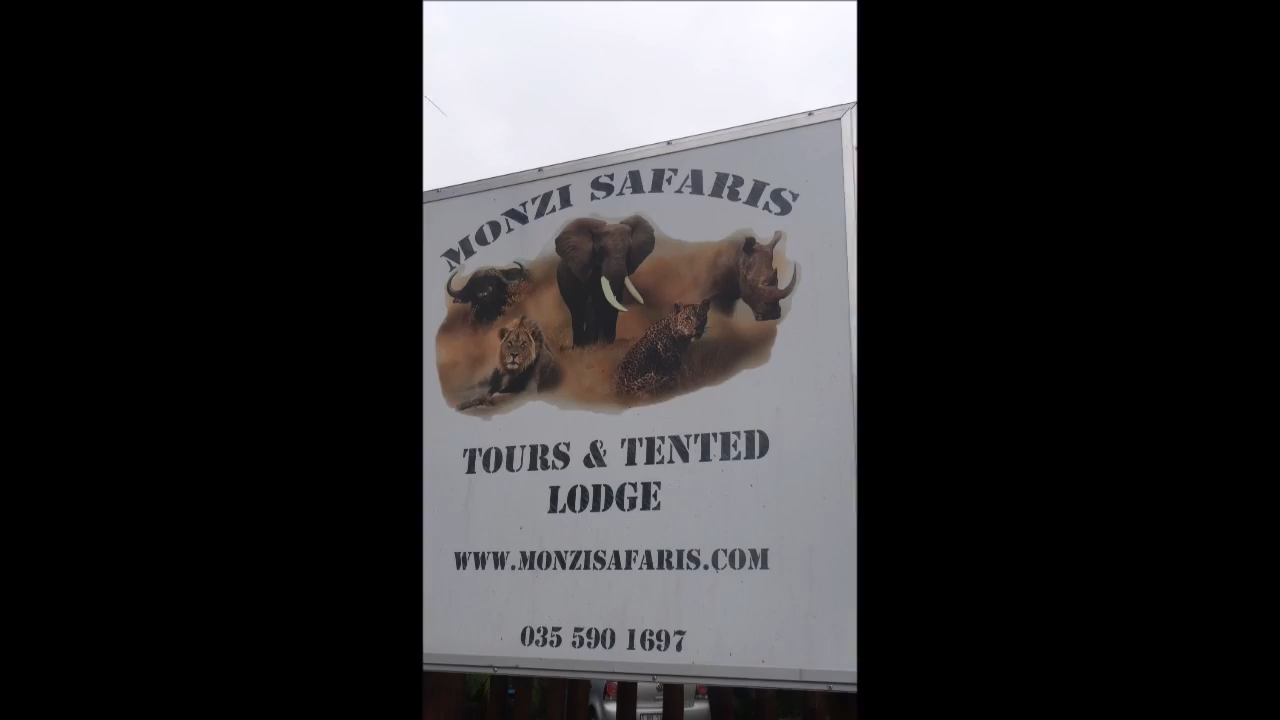 MONZI SAFARIS
TOURS & TENTED
LODGE
WWW.MONZISAFARIS.COM
035 590 1697